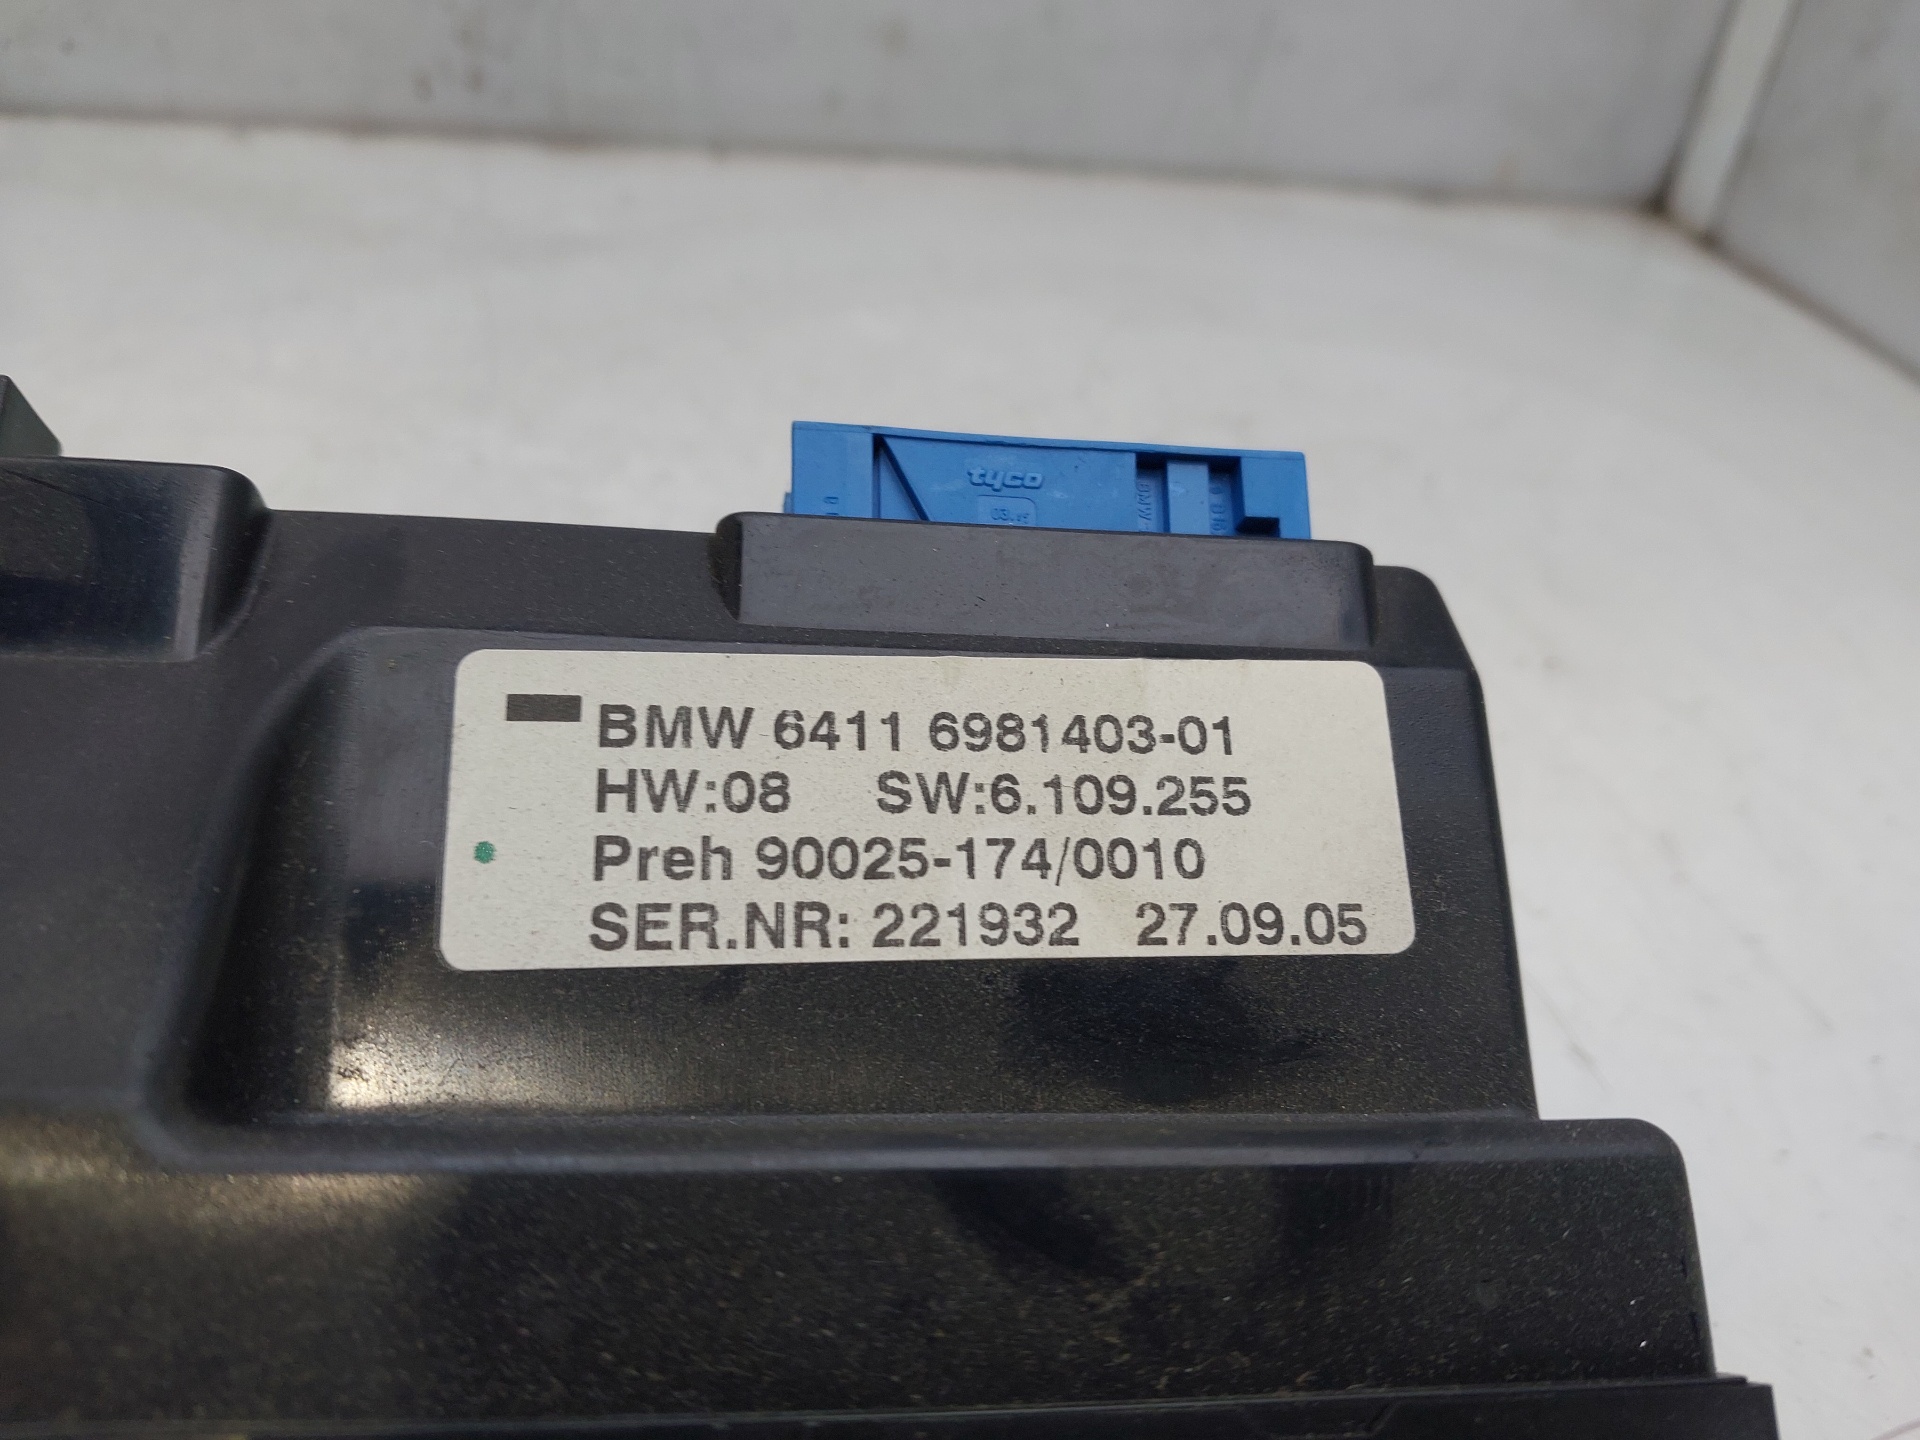 tyco
BMW 6411 6981403-01
HW:08 SW:6.109.255
Preh 90025-174/0010
SER.NR: 221932 27.09.05